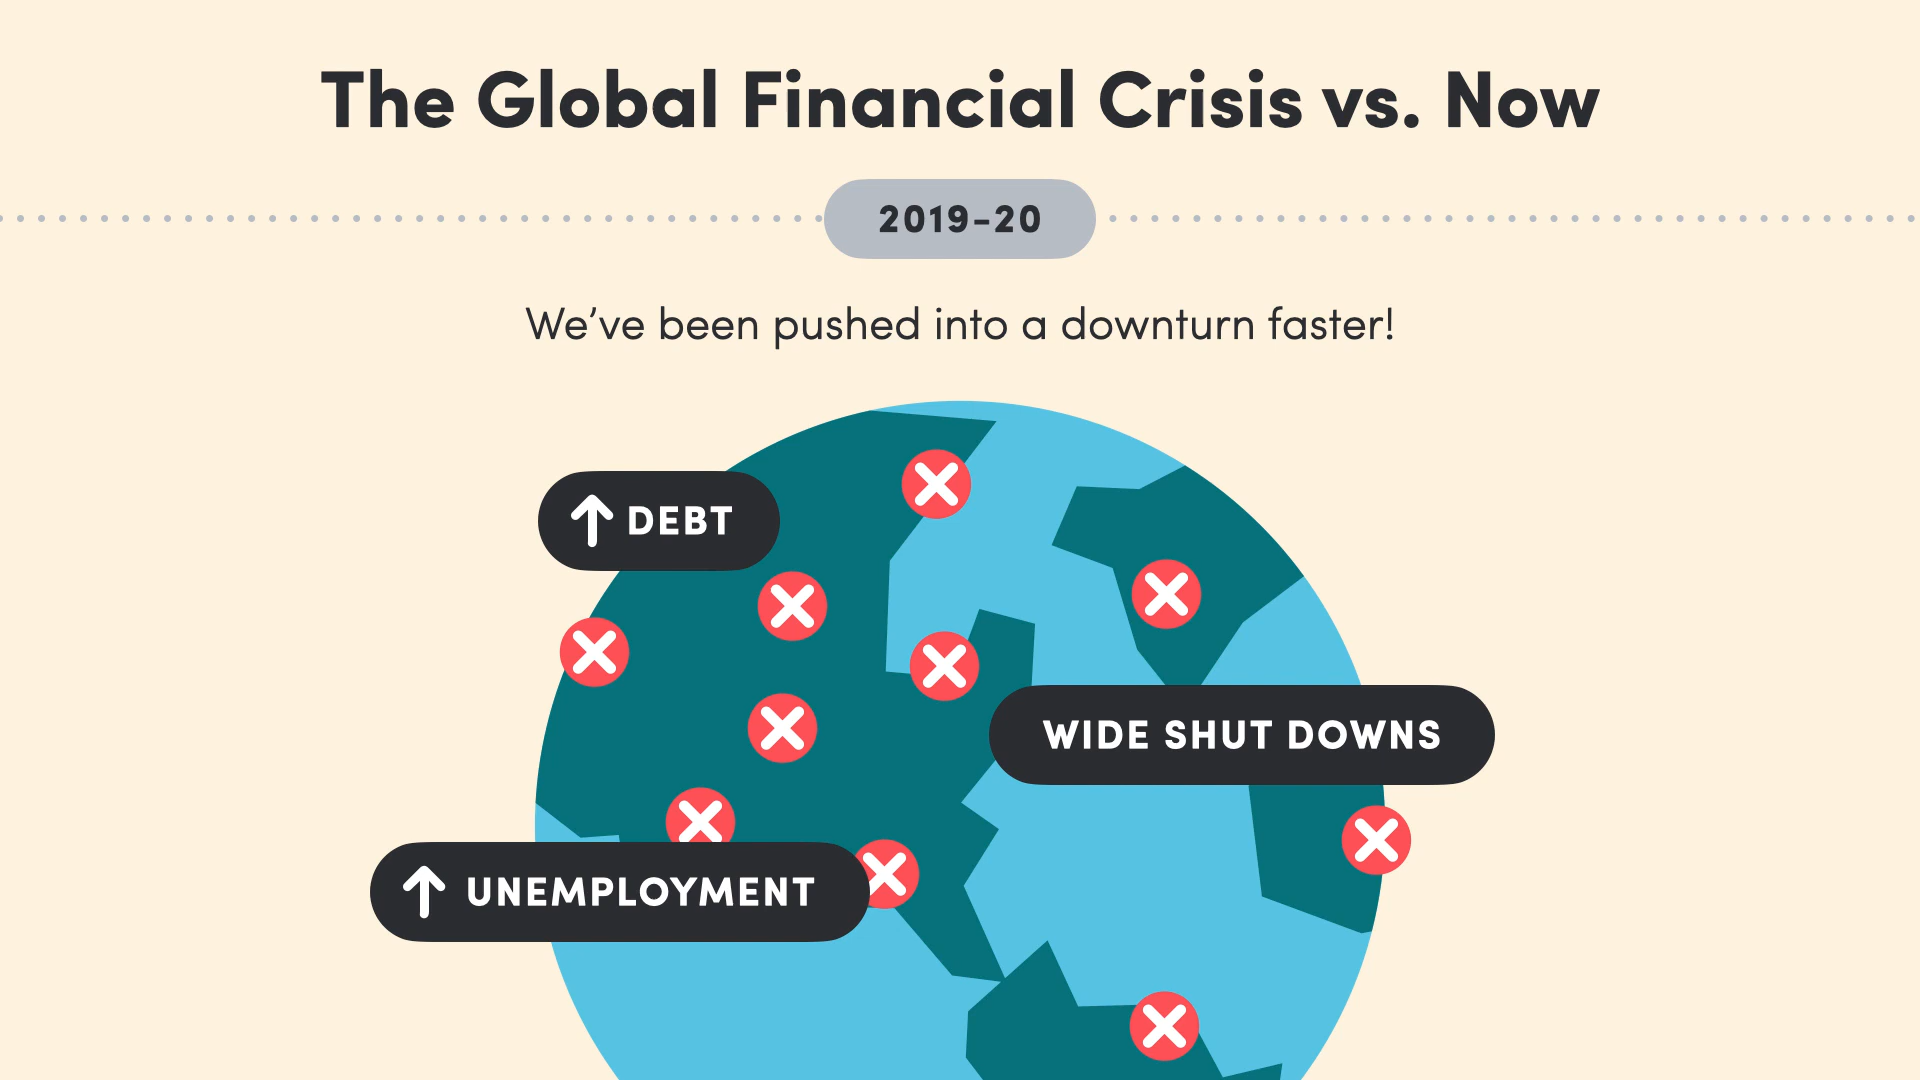 The Global Financial Crisis vs. Now
2019-20
We’ve been pushed into a downturn faster!
↑ DEBT
WIDE SHUT DOWNS
↑ UNEMPLOYMENT